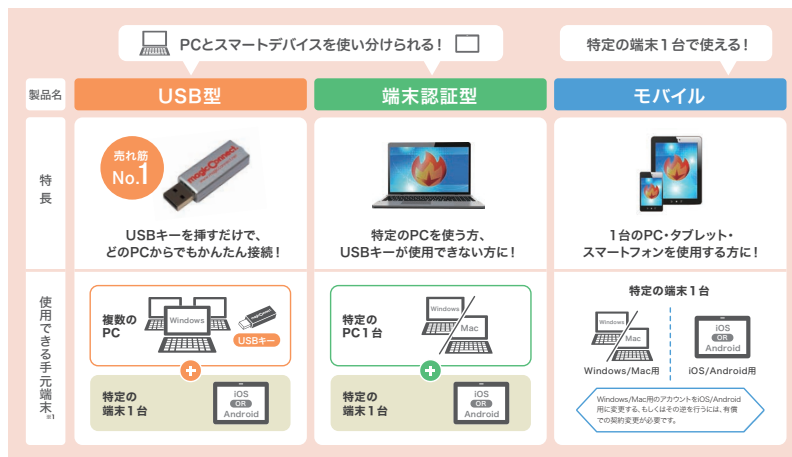 PCとスマートデバイスを使い分けられる！
特定の端末1台で使える！
製品名
USB型
端末認証型
モバイル
特長
売れ筋
No.1
magicConnect
USBキーを挿すだけで、
どのPCからでもかんたん接続！
特定のPCを使う方、
USBキーが使用できない方に！
1台のPC・タブレット・
スマートフォンを使用する方に！
使用できる手元端末※1
複数の
PC
Windows
USBキー
特定の
端末1台
iOS
OR
Android
特定の
PC1台
Windows
Mac
特定の
端末1台
iOS
OR
Android
特定の端末1台
Windows
Mac
Windows/Mac用
iOS
OR
Android
iOS/Android用
Windows/Mac用のアカウントをiOS/Android
用に変更する、もしくはその逆を行うには、有償
での契約変更が必要です。